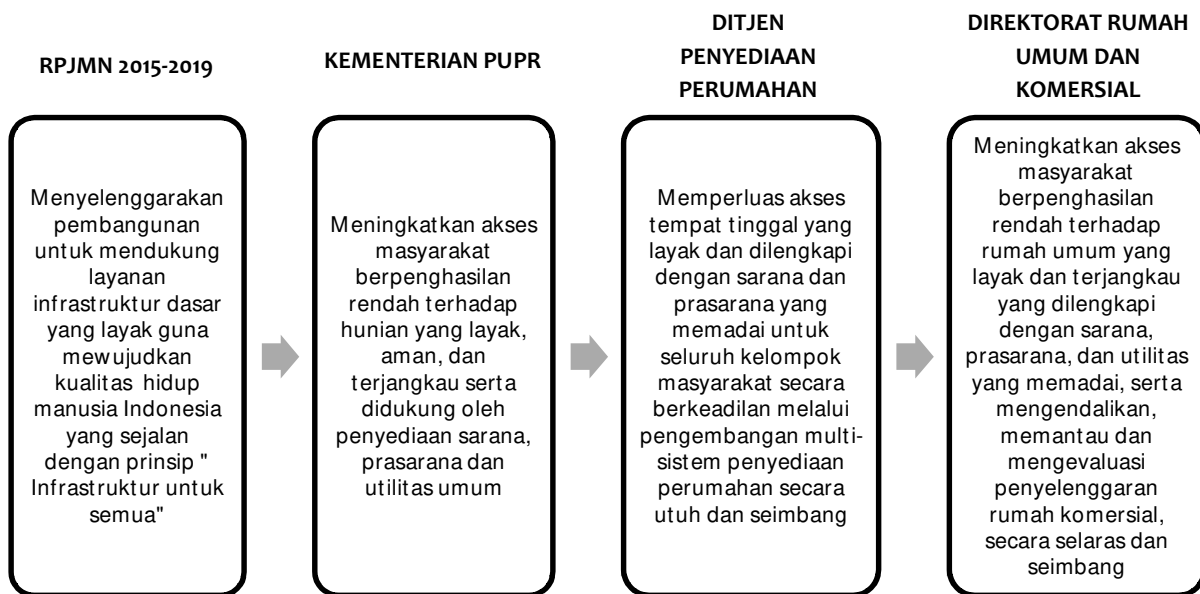 RPJMN 2015-2019
Menyelenggarakan
pembangunan
untuk mendukung
layanan
infrastruktur dasar
yang layak guna
mewujudkan
kualitas hidup
manusia Indonesia
yang sejalan
dengan prinsip "
Infrastruktur untuk
semua"
KEMENTERIAN PUPR
Meningkatkan akses
masyarakat
berpenghasilan
rendah terhadap
hunian yang layak,
aman, dan
terjangkau serta
didukung oleh
penyediaan sarana,
prasarana dan
utilitas umum
DITJEN
PENYEDIAAN
PERUMAHAN
Memperluas akses
tempat tinggal yang
layak dan dilengkapi
dengan sarana dan
prasarana yang
memadai untuk
seluruh kelompok
masyarakat secara
berkeadilan melalui
pengembangan multi-
sistem penyediaan
perumahan secara
utuh dan seimbang
DIREKTORAT RUMAH
UMUM DAN
KOMERSIAL
Meningkatkan akses
masyarakat
berpenghasilan
rendah terhadap
rumah umum yang
layak dan terjangkau
yang dilengkapi
dengan sarana,
prasarana, dan utilitas
yang memadai, serta
mengendalikan,
memantau dan
mengevaluasi
penyelenggaran
rumah komersial,
secara selaras dan
seimbang